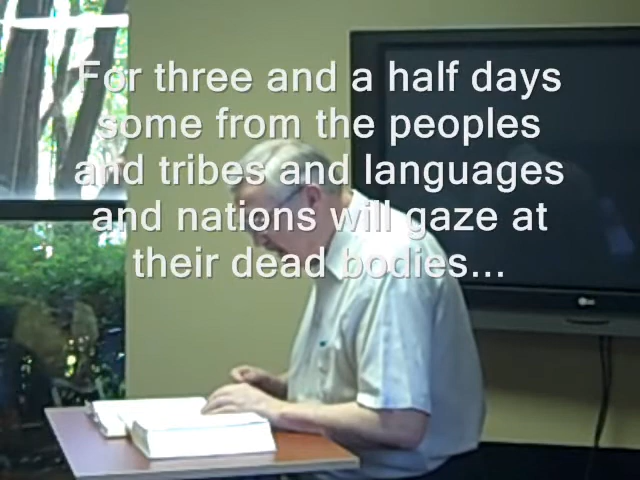 For three and a half days
some from the peoples
and tribes and languages
and nations will gaze at
their dead bodies...
LG